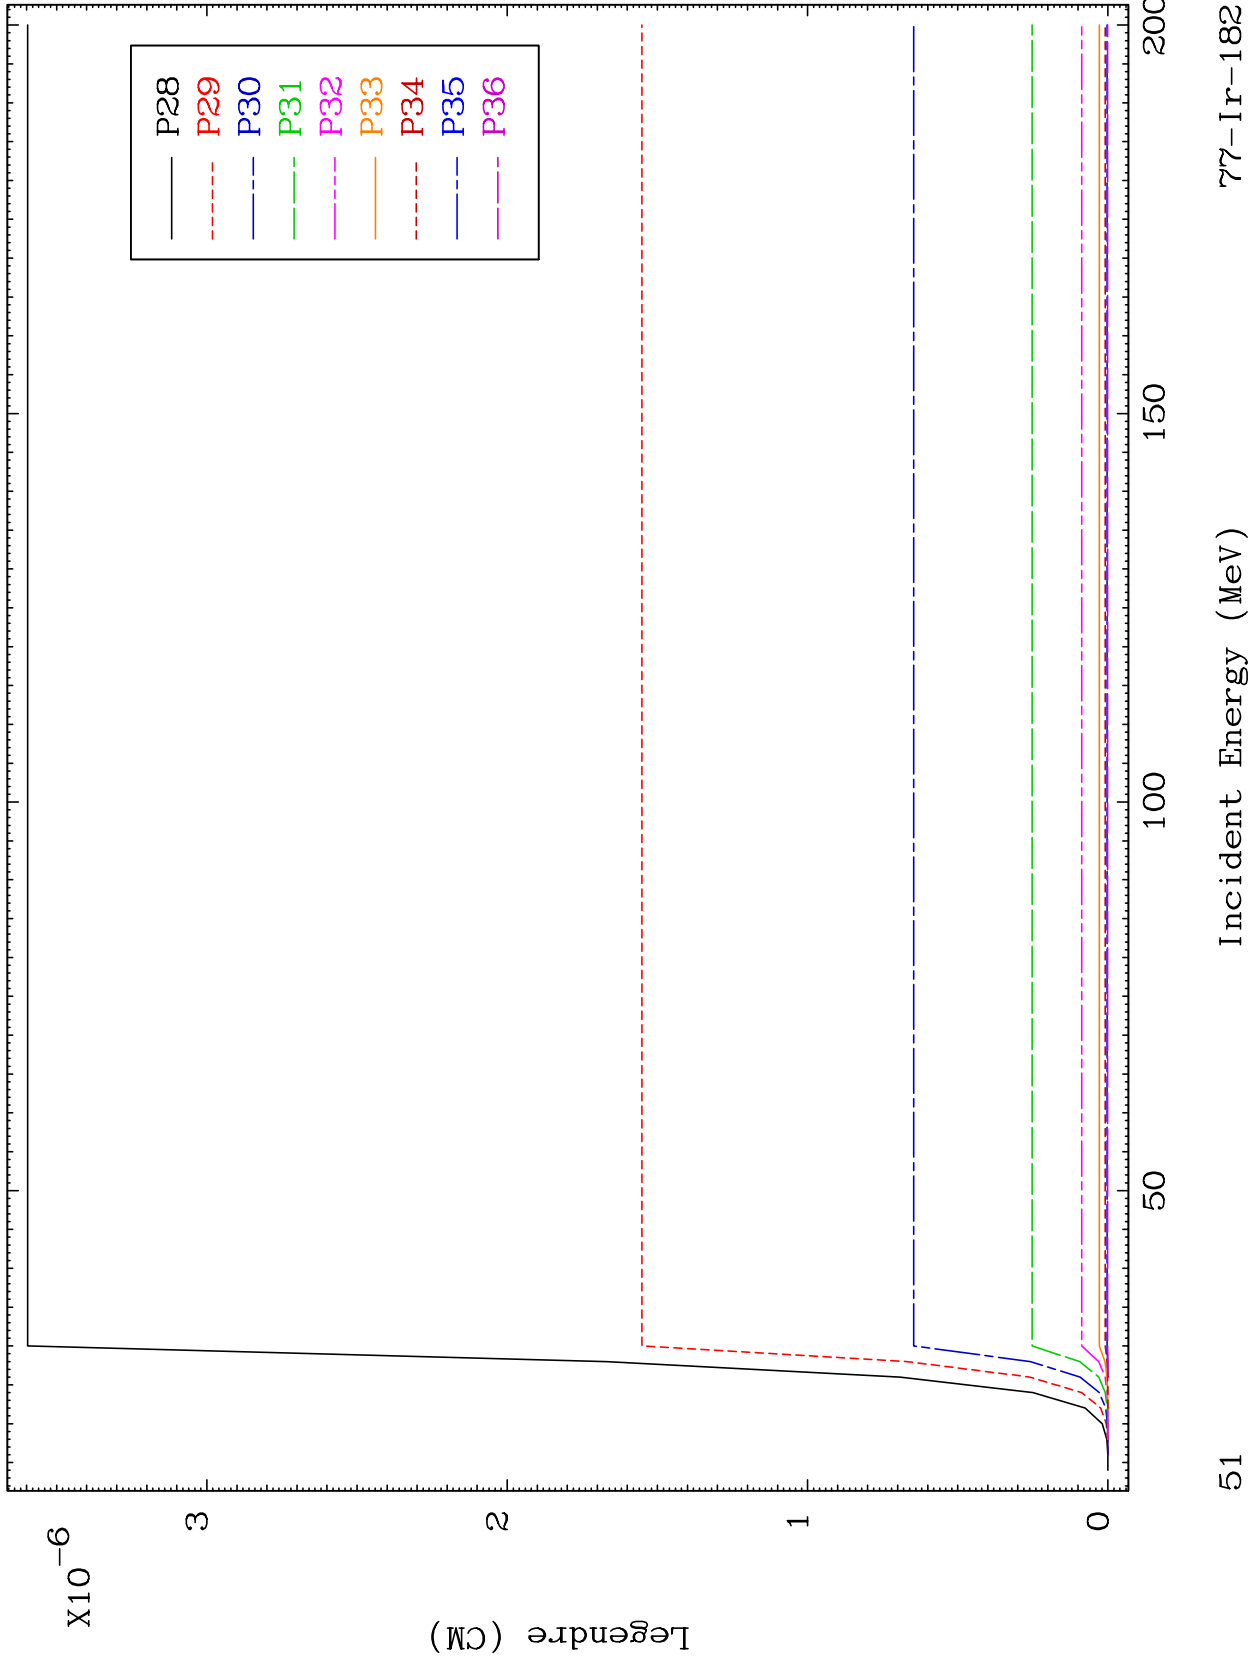 X10-6
Legendre (CM)
3
2
1
0
P28
P29
P30
P31
P32
P33
P34
P35
P36
50
100
150
200
Incident Energy (MeV)
51
77-Ir-182